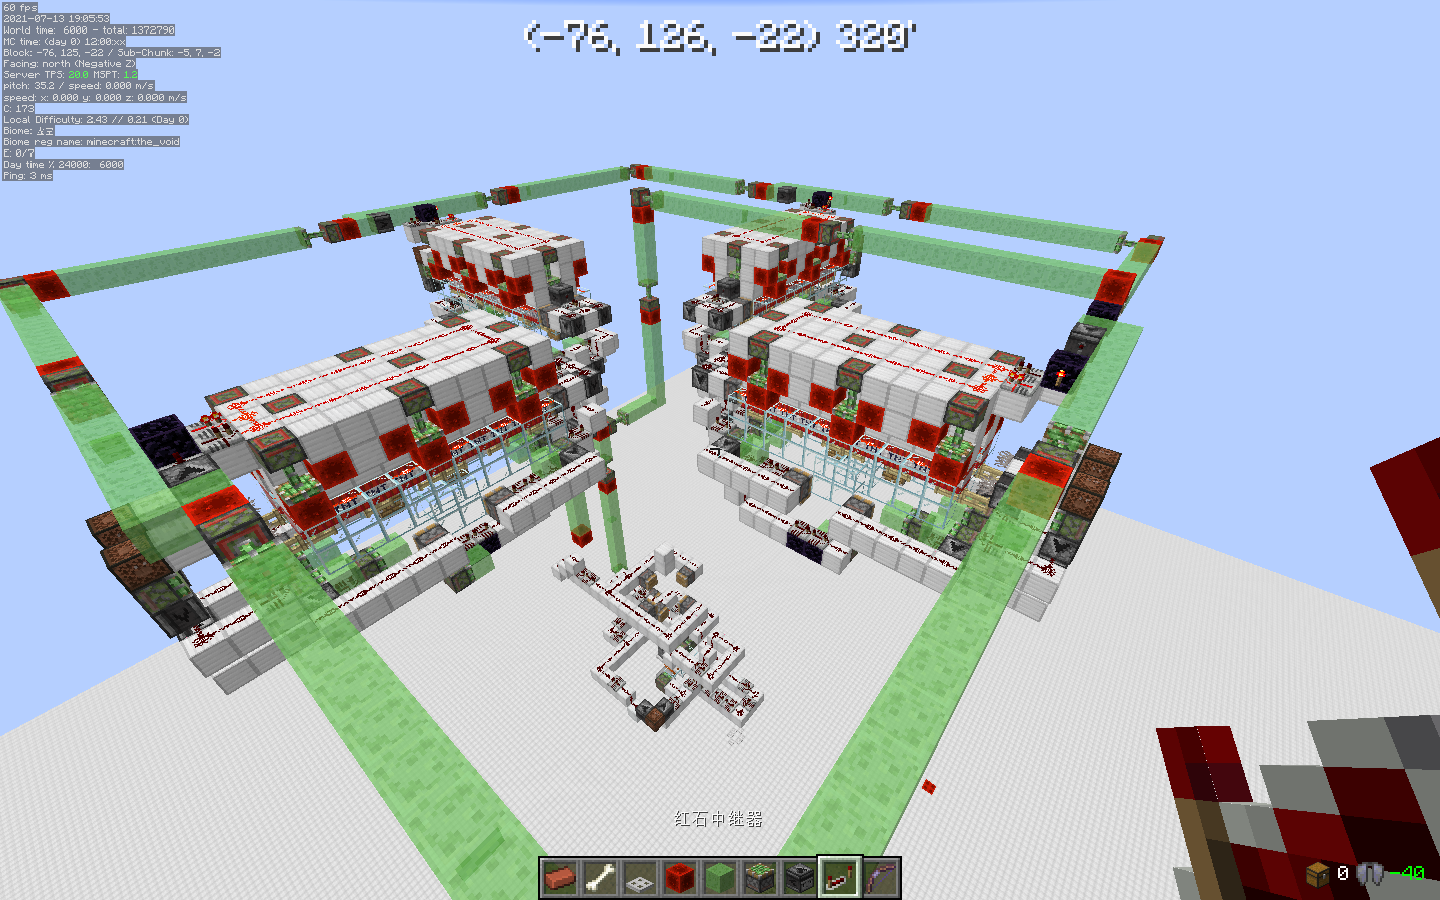 60 fps
2021-07-13 19:05:53
World time: 6000 - total: 1372790
MC time: (day 0) 12:00:xx
Block: -76, 125, -22 / Sub-Chunk: -5, 7, -2
Facing: north (Negative Z)
Server TPS: 20.0 MSPT: 1.2
pitch: 35.2 / speed: 0.000 m/s
speed: x: 0.000 y: 0.000 z: 0.000 m/s
C: 173
Local Difficulty: 2.43 // 0.21 (Day 0)
Biome:
Biome reg name: minecraft:the_void
E: 0/7
Day time % 24000: 6000
Ping: 3 ms
(-76, 126, -22) 320'
红石中继器
0 -40